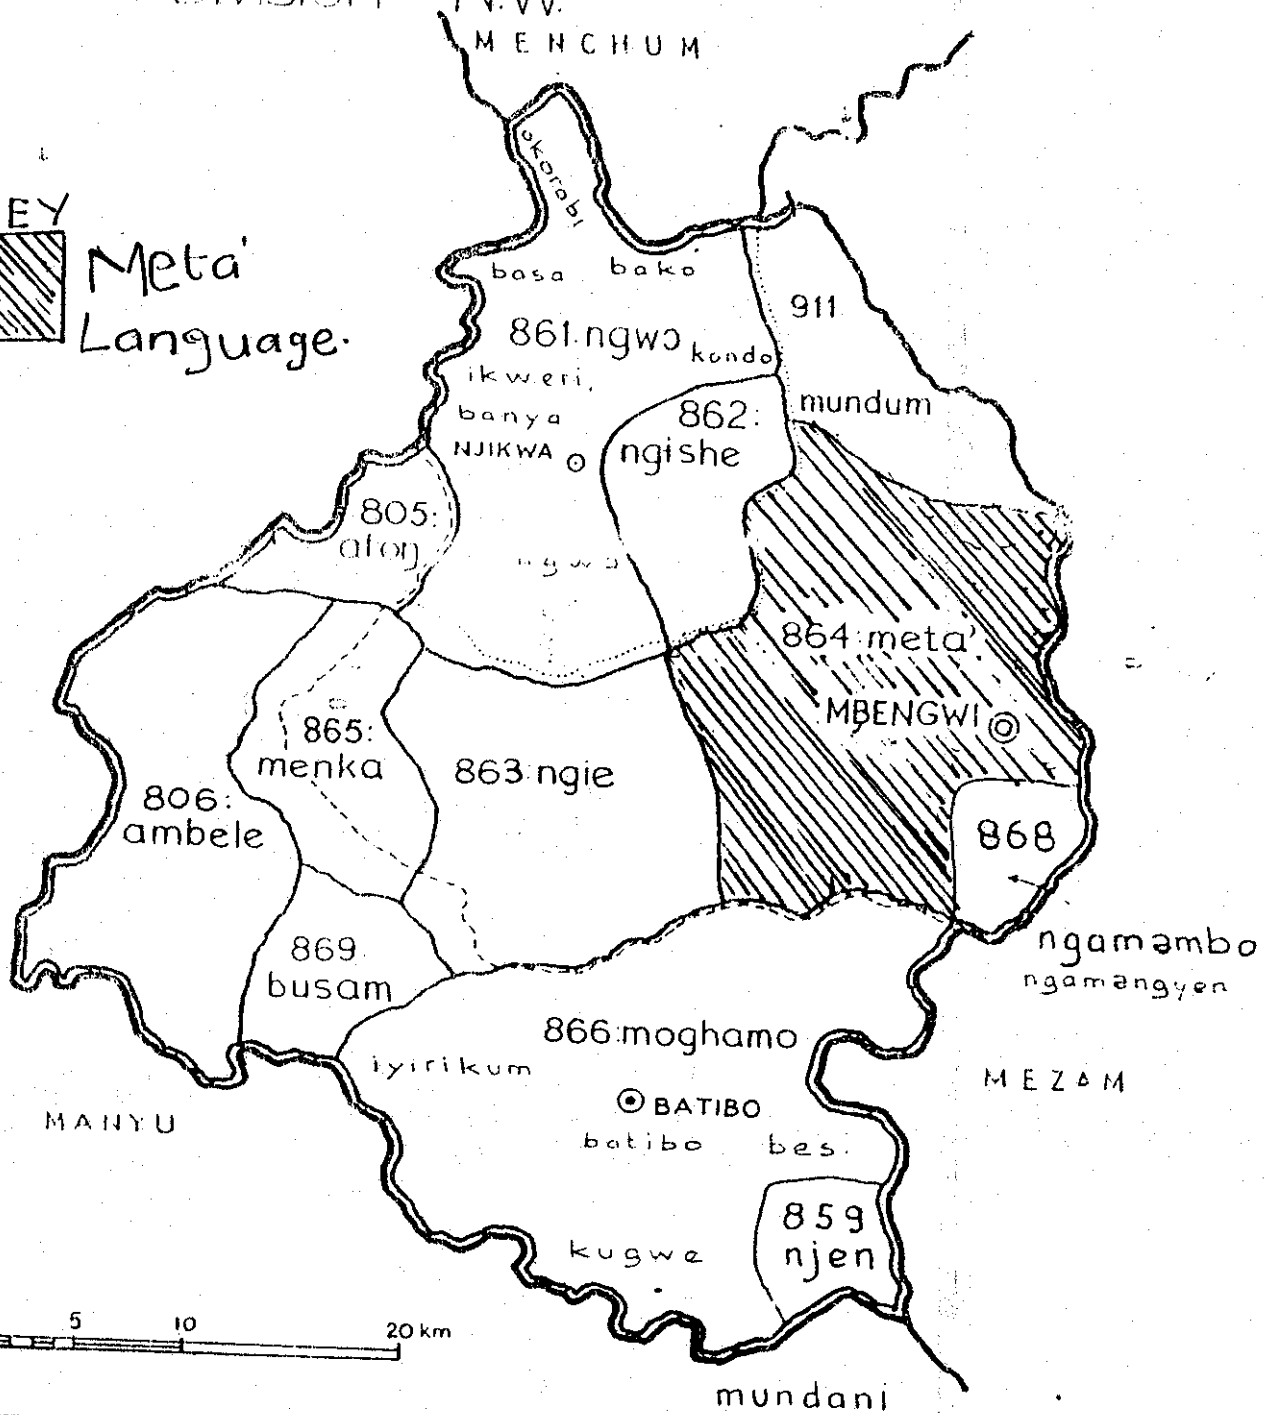 N.W.
MENCHUM
okorobi
EY
Meta'
Language.
basa bako
911
861:ngwɔ
kondo
ikweri,
banya
mundum
862:
ngishe
NJIKWA
805:
ngwɔ
864:meta'
MBENGWI
865:
menka
863:ngie
806:
ambele
868
869
busam
ngamambo
ngamangyen
866:moghamo
iyirikum
MEZAM
BATIBO
MANYU
batibo bes.
859
njen
kugwe
5 10 20 km
mundani